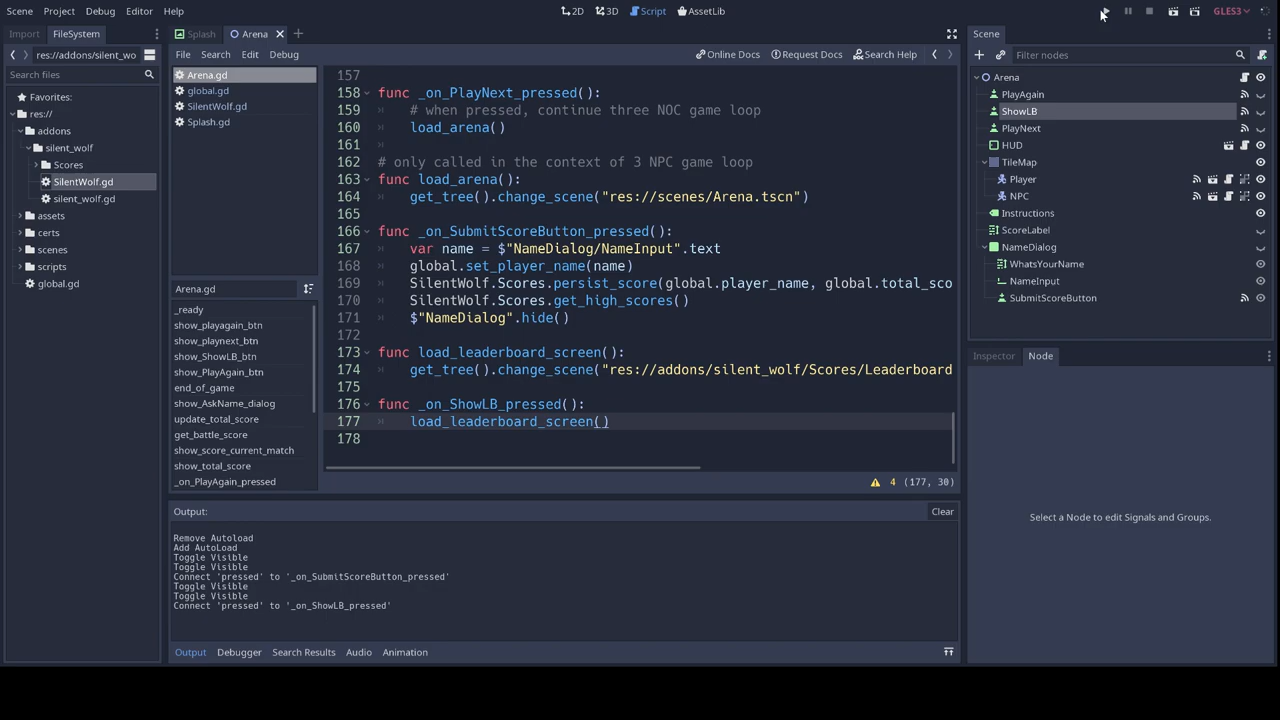 Scene Project Debug Editor Help
2D 3D Script AssetLib
GLES3
Import FileSystem
res://addons/silent_wo
Search files
Favorites:
res://
addons
silent_wolf
Scores
SilentWolf.gd
silent_wolf.gd
assets
certs
scenes
scripts
global.gd
Splash Arena
File Search Edit Debug
Online Docs Request Docs Search Help
Arena.gd
global.gd
SilentWolf.gd
Splash.gd
Arena.gd
_ready
show_playagain_btn
show_playnext_btn
show_ShowLB_btn
show_PlayAgain_btn
end_of_game
show_AskName_dialog
update_total_score
get_battle_score
show_score_current_match
show_total_score
_on_PlayAgain_pressed
157
158 func _on_PlayNext_pressed():
159 # when pressed, continue three NOC game loop
160 load_arena()
161
162 # only called in the context of 3 NPC game loop
163 func load_arena():
164 get_tree().change_scene("res://scenes/Arena.tscn")
165
166 func _on_SubmitScoreButton_pressed():
167 var name = $"NameDialog/NameInput".text
168 global.set_player_name(name)
169 SilentWolf.Scores.persist_score(global.player_name, global.total_sco
170 SilentWolf.Scores.get_high_scores()
171 $"NameDialog".hide()
172
173 func load_leaderboard_screen():
174 get_tree().change_scene("res://addons/silent_wolf/Scores/Leaderboard
175
176 func _on_ShowLB_pressed():
177 load_leaderboard_screen()
178
4 (177, 30)
Output:
Clear
Remove Autoload
Add AutoLoad
Toggle Visible
Toggle Visible
Connect 'pressed' to '_on_SubmitScoreButton_pressed'
Toggle Visible
Toggle Visible
Connect 'pressed' to '_on_ShowLB_pressed'
Output Debugger Search Results Audio Animation
Scene
Filter nodes
Arena
PlayAgain
ShowLB
PlayNext
HUD
TileMap
Player
NPC
Instructions
ScoreLabel
NameDialog
WhatsYourName
NameInput
SubmitScoreButton
Inspector Node
Select a Node to edit Signals and Groups.